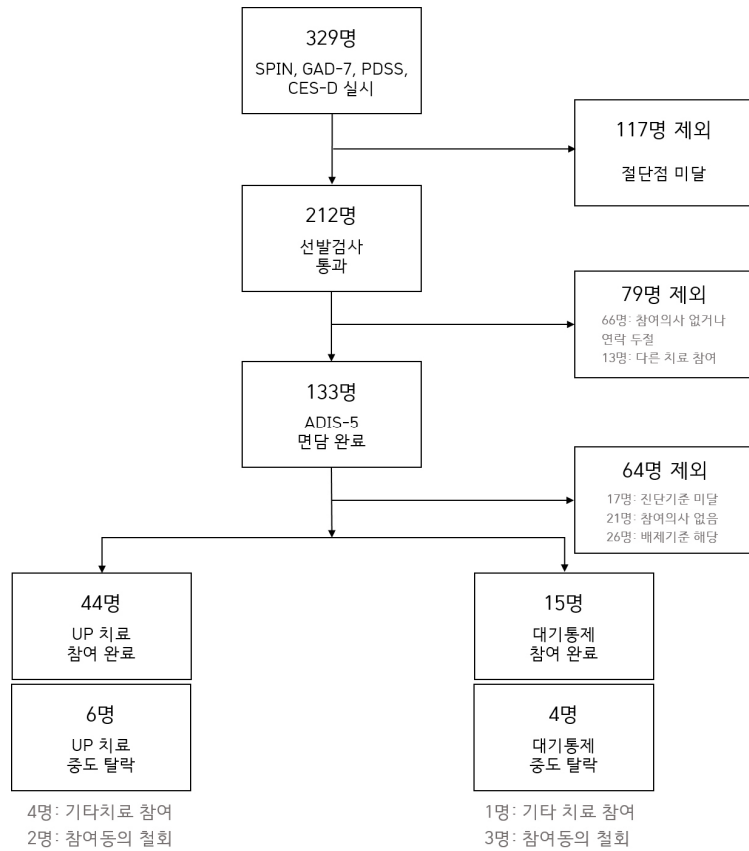 329명
SPIN, GAD-7, PDSS,
CES-D 실시
117명 제외
절단점 미달
212명
선발검사
통과
79명 제외
66명: 참여의사 없거나
연락 두절
13명: 다른 치료 참여
133명
ADIS-5
면담 완료
64명 제외
17명: 진단기준 미달
21명: 참여의사 없음
26명: 배제기준 해당
44명
UP 치료
참여 완료
15명
대기통제
참여 완료
6명
UP 치료
중도 탈락
4명
대기통제
중도 탈락
4명: 기타치료 참여
2명: 참여동의 철회
1명: 기타 치료 참여
3명: 참여동의 철회